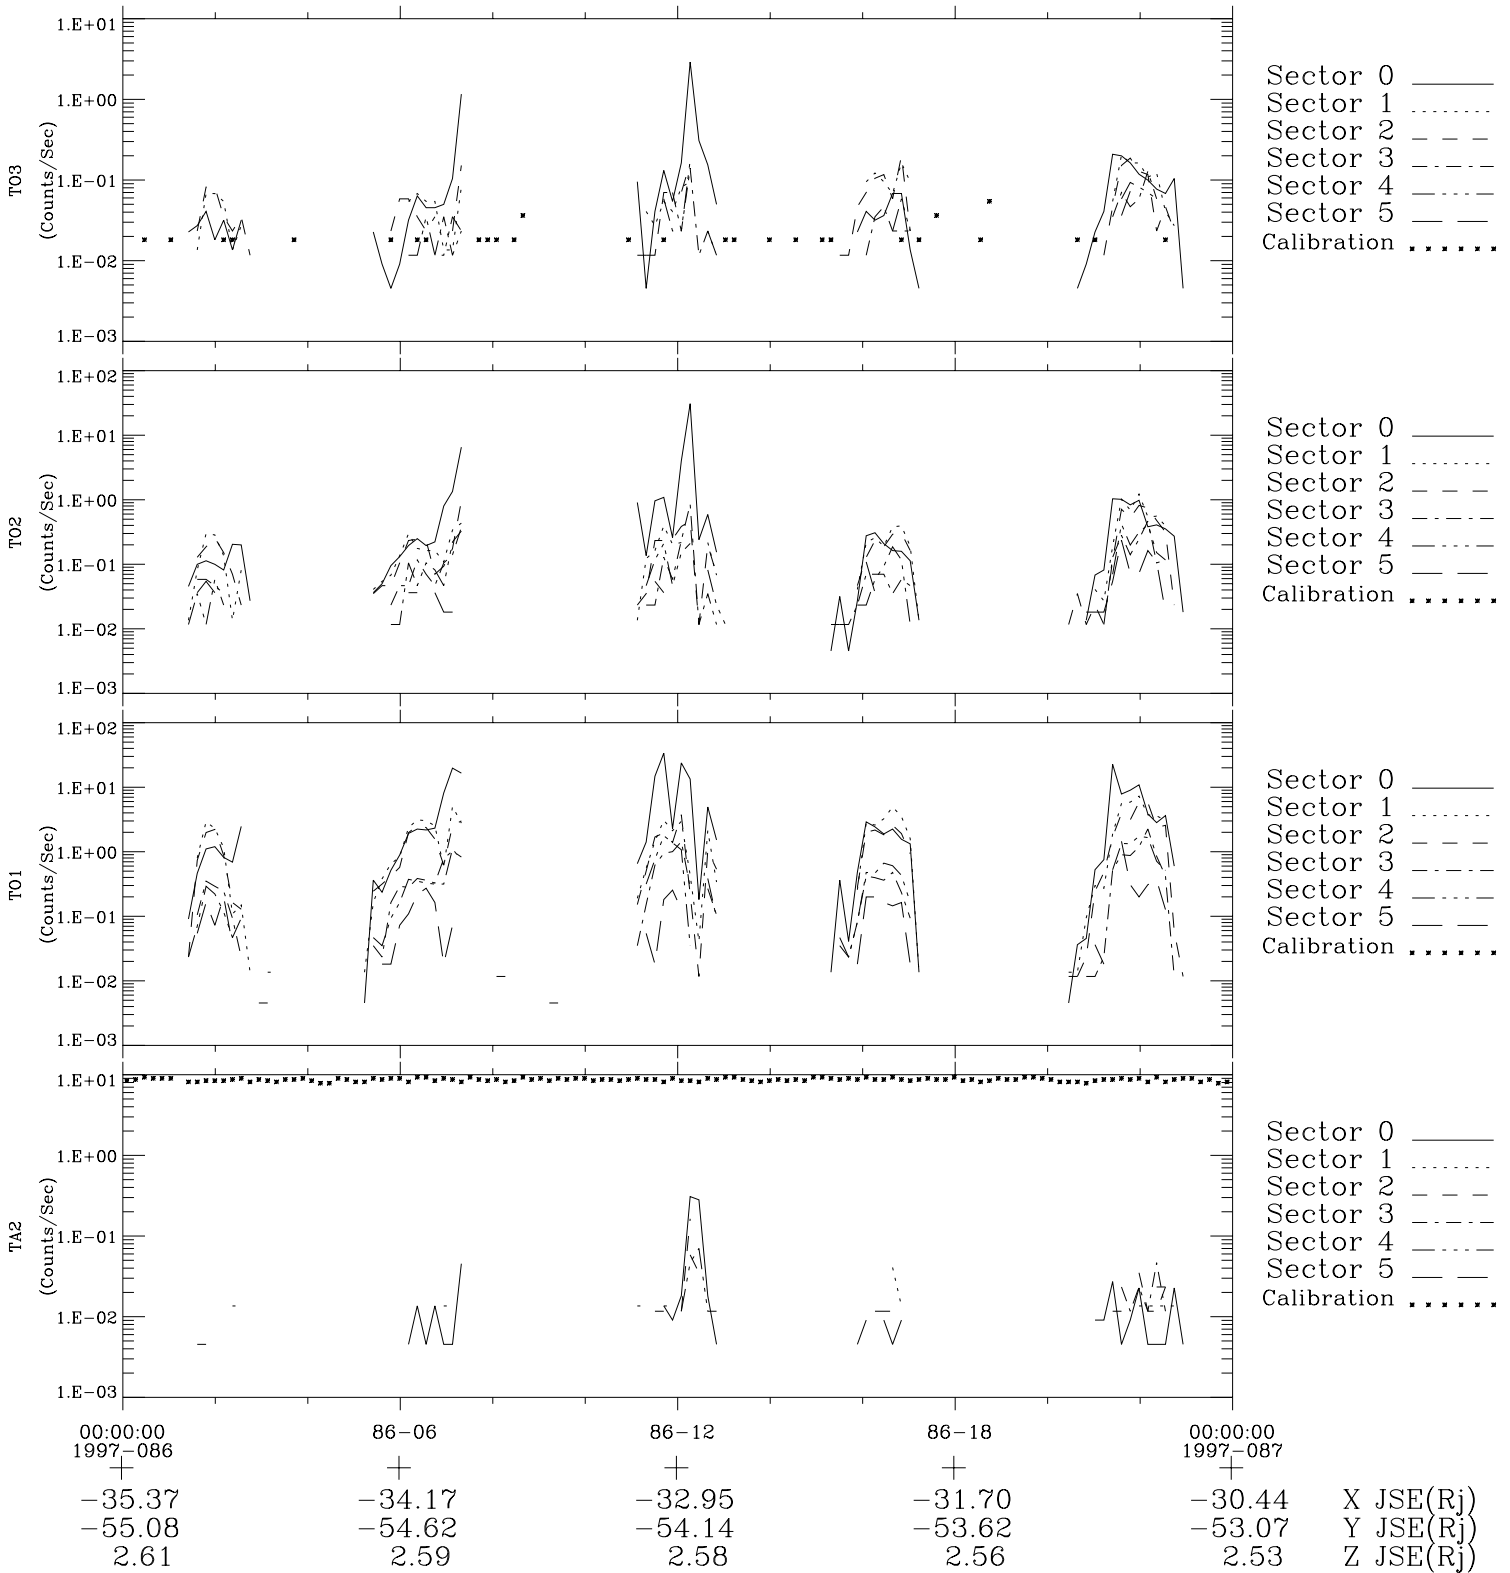 1.E+01
1.E+00
1.E-01
1.E-02
1.E-03
TO3
(Counts/Sec)
Sector 0
Sector 1
Sector 2
Sector 3
Sector 4
Sector 5
Calibration
1.E+02
1.E+01
1.E+00
1.E-01
1.E-02
1.E-03
TO2
(Counts/Sec)
Sector 0
Sector 1
Sector 2
Sector 3
Sector 4
Sector 5
Calibration
1.E+02
1.E+01
1.E+00
1.E-01
1.E-02
1.E-03
TO1
(Counts/Sec)
Sector 0
Sector 1
Sector 2
Sector 3
Sector 4
Sector 5
Calibration
1.E+01
1.E+00
1.E-01
1.E-02
1.E-03
TA2
(Counts/Sec)
Sector 0
Sector 1
Sector 2
Sector 3
Sector 4
Sector 5
Calibration
00:00:00 86-06 86-12 86-18 00:00:00
1997-086 1997-087
-35.37 -34.17 -32.95 -31.70 -30.44 X JSE(Rj)
-55.08 -54.62 -54.14 -53.62 -53.07 Y JSE(Rj)
2.61 2.59 2.58 2.56 2.53 Z JSE(Rj)